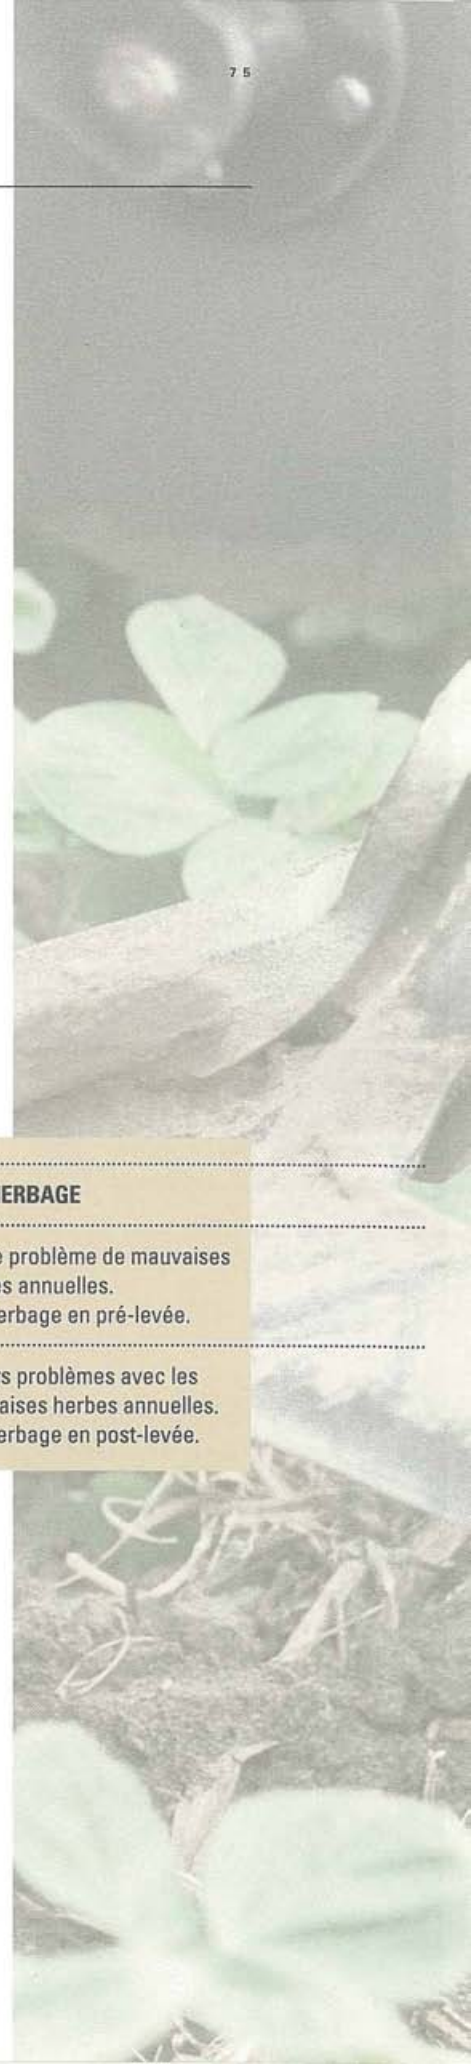 75
ERBAGE
problème de mauvaises
annuelles.
erbage en pré-levée.
problèmes avec les
aises herbes annuelles.
erbage en post-levée.